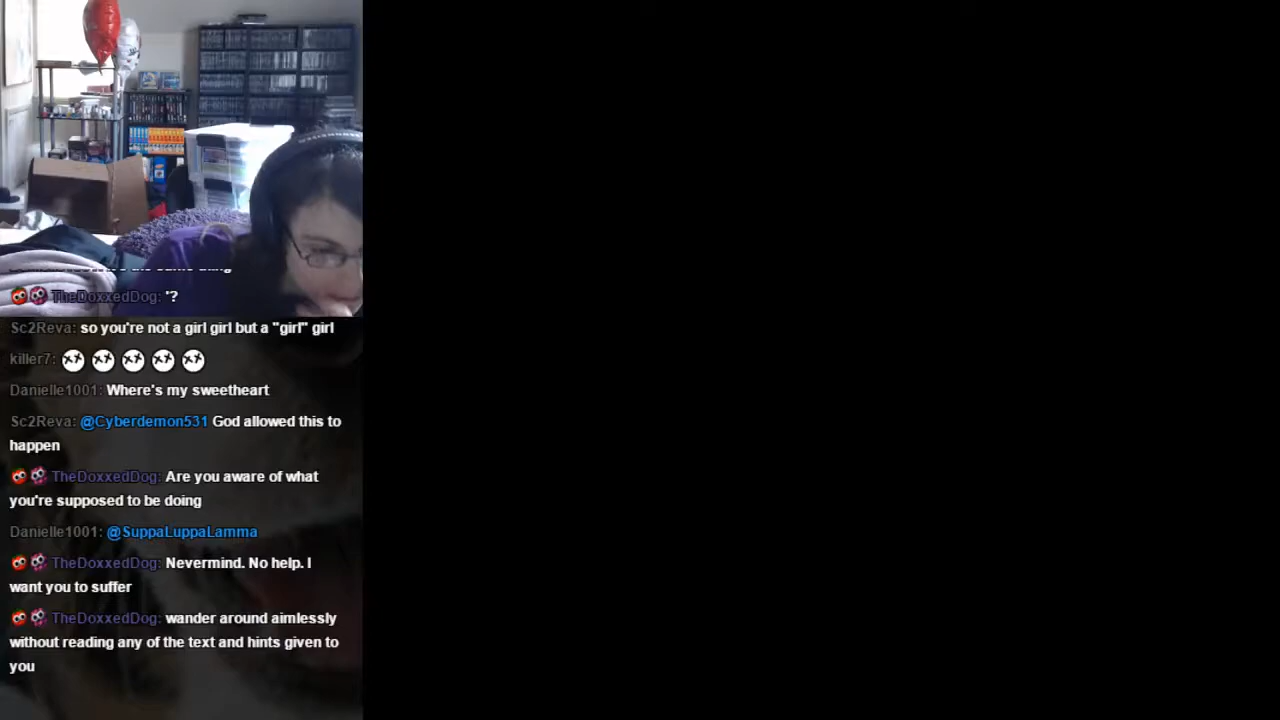 TheDoxxedDog: '?
Sc2Reva: so you're not a girl girl but a "girl" girl
killer7:
Danielle1001: Where's my sweetheart
Sc2Reva: @Cyberdemon531 God allowed this to
happen
TheDoxxedDog: Are you aware of what
you're supposed to be doing
Danielle1001: @SuppaLuppaLamma
TheDoxxedDog: Nevermind. No help. I
want you to suffer
TheDoxxedDog: wander around aimlessly
without reading any of the text and hints given to
you